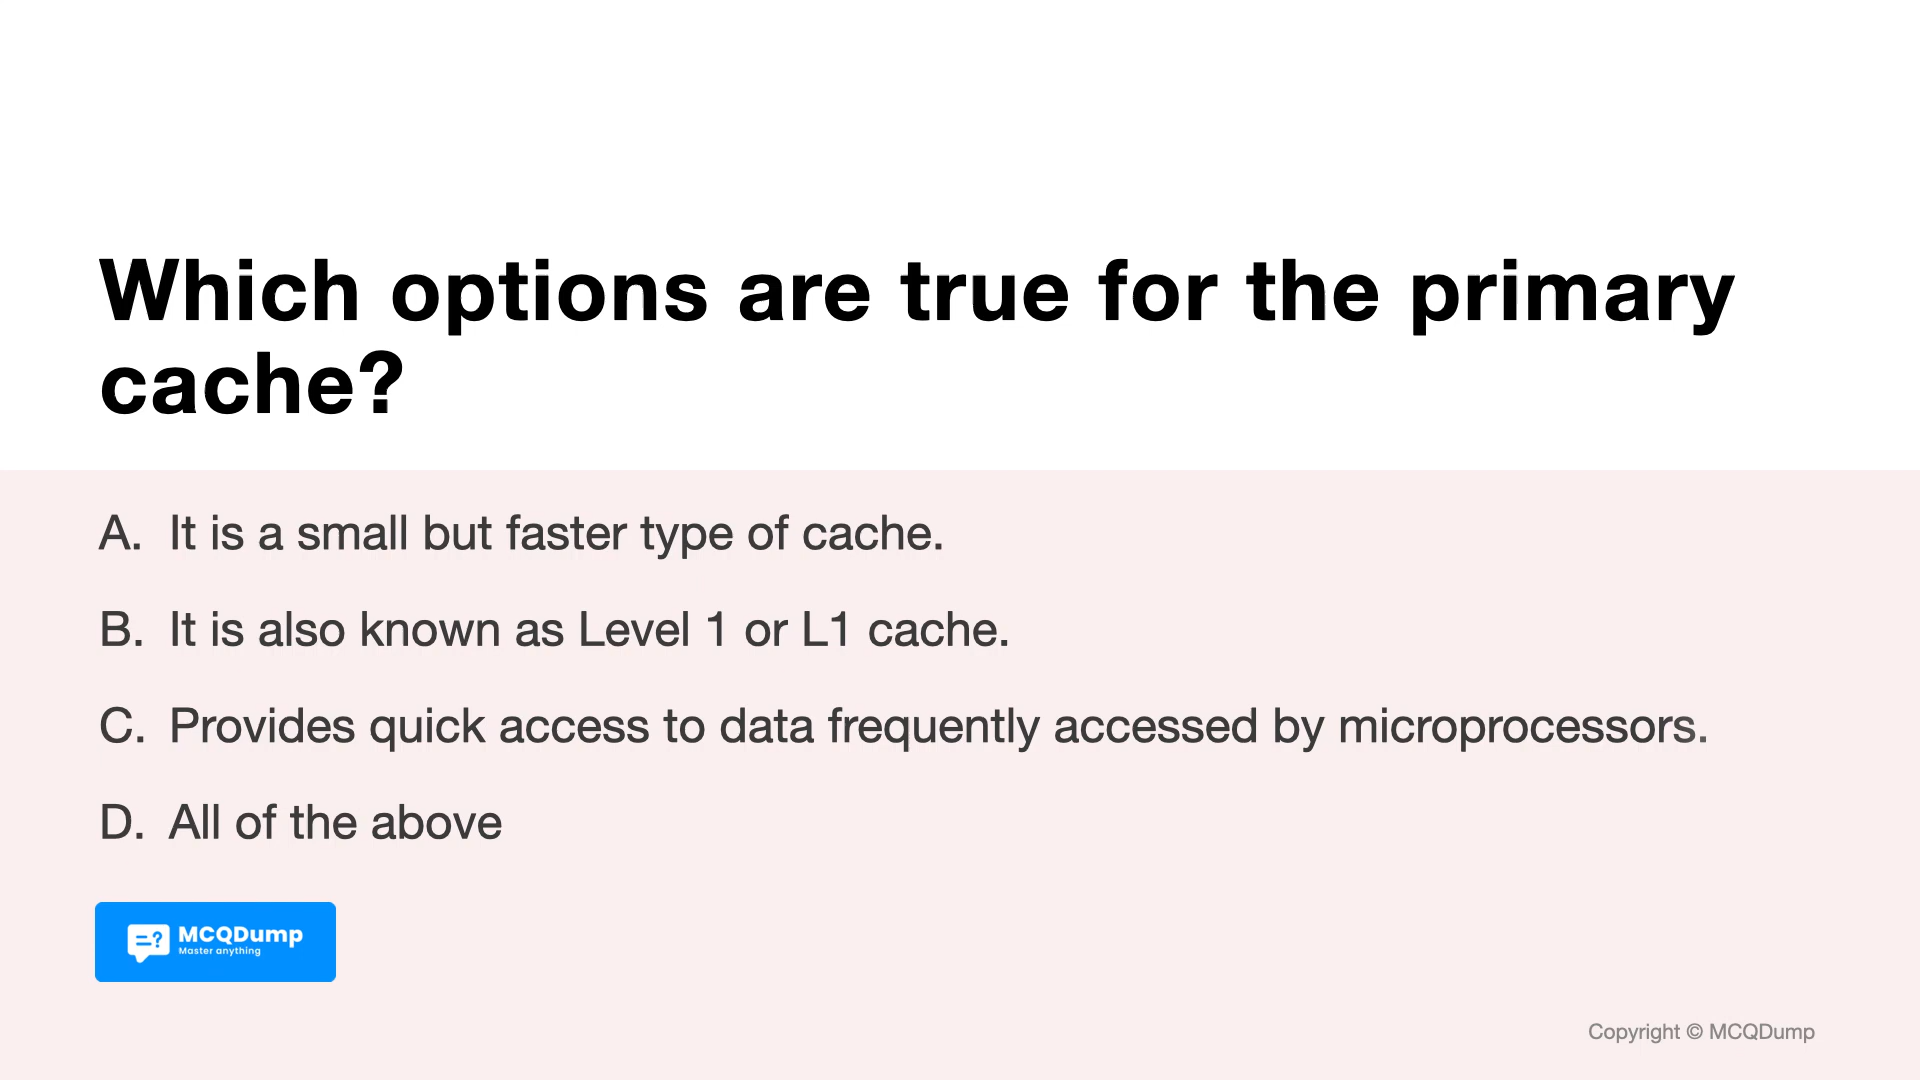 Which options are true for the primary
cache?
A. It is a small but faster type of cache.
B. It is also known as Level 1 or L1 cache.
C. Provides quick access to data frequently accessed by microprocessors.
D. All of the above
=? MCQDump
Master anything
Copyright © MCQDump